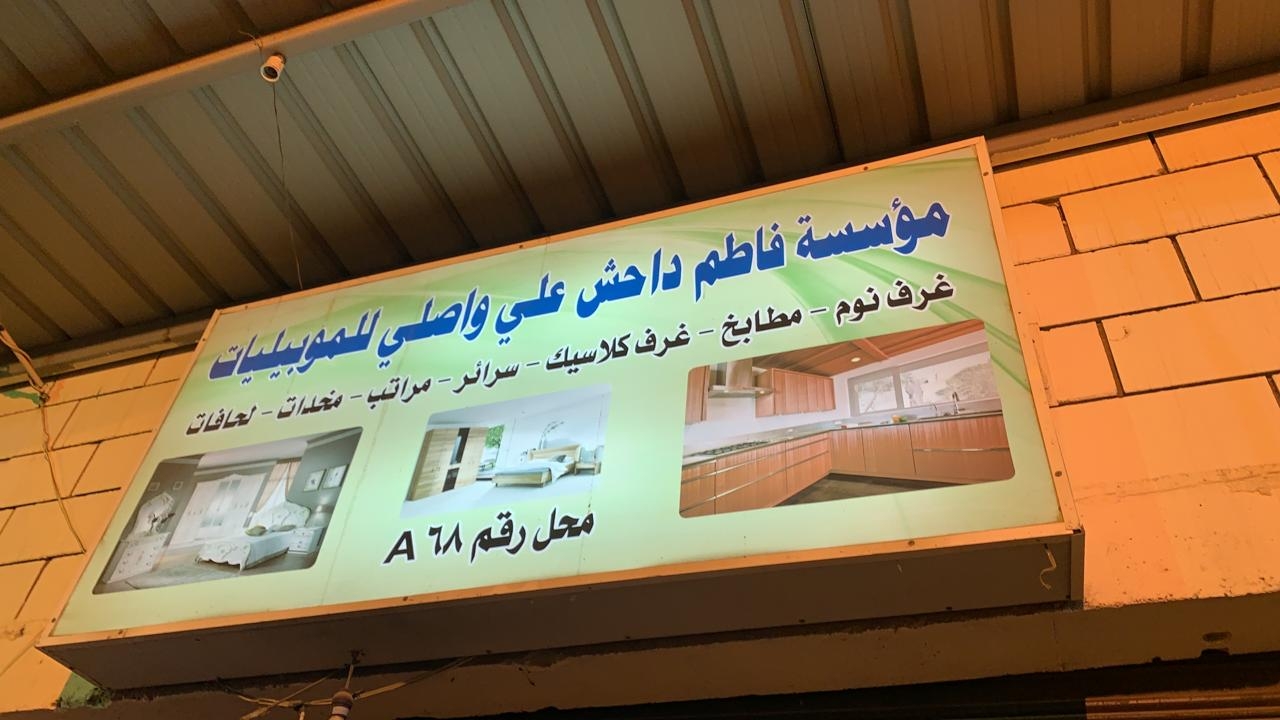 مؤسسة فاطم داحش علي واصلي للموبيليات
غرف نوم - مطابخ - غرف كلاسيك - سرائر - مراتب - مخدات - لحافات
محل رقم ٦٨ A